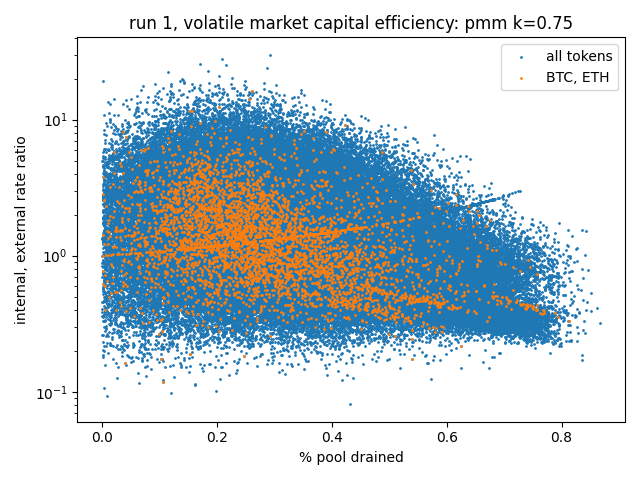 run 1, volatile market capital efficiency: pmm k=0.75
all tokens
BTC, ETH
internal, external rate ratio
10¹
10⁰
10⁻¹
0.0 0.2 0.4 0.6 0.8
% pool drained